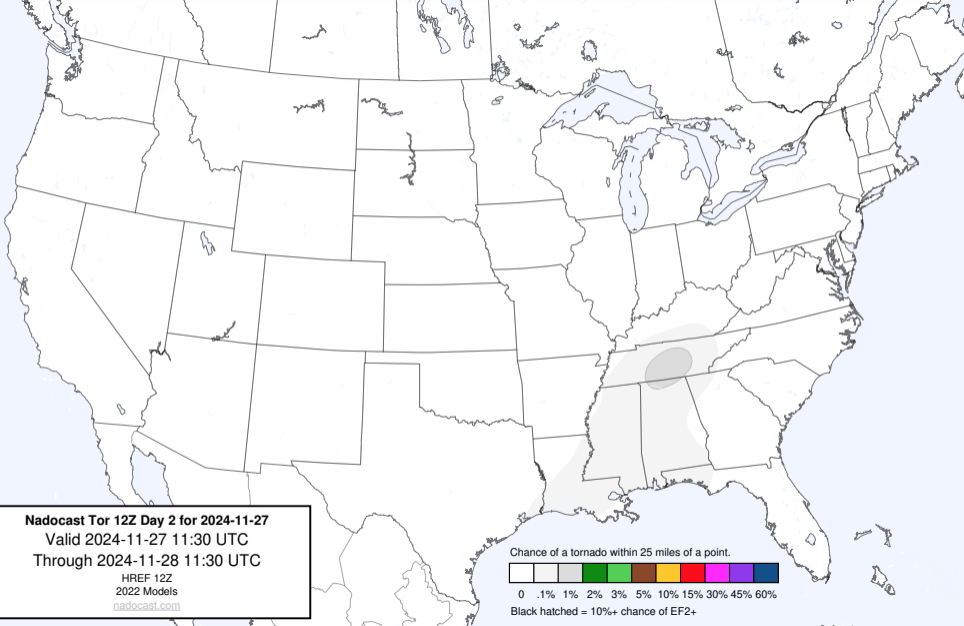 Nadocast Tor 12Z Day 2 for 2024-11-27
Valid 2024-11-27 11:30 UTC
Through 2024-11-28 11:30 UTC
HREF 12Z
2022 Models
nadocast.com
Chance of a tornado within 25 miles of a point.
0 .1% 1% 2% 3% 5% 10% 15% 30% 45% 60%
Black hatched = 10%+ chance of EF2+